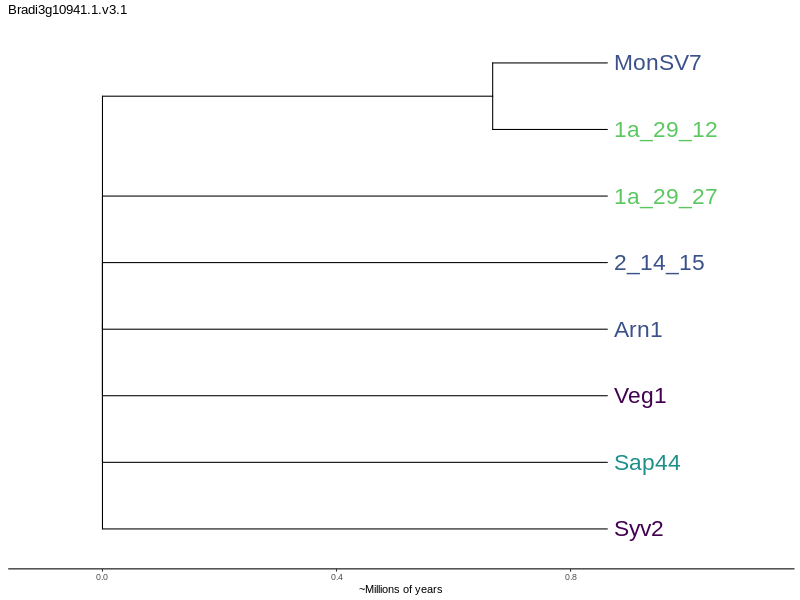 Bradi3g10941.1.v3.1
MonSV7
1a_29_12
1a_29_27
2_14_15
Arn1
Veg1
Sap44
Syv2
0.0 0.4 0.8
~Millions of years